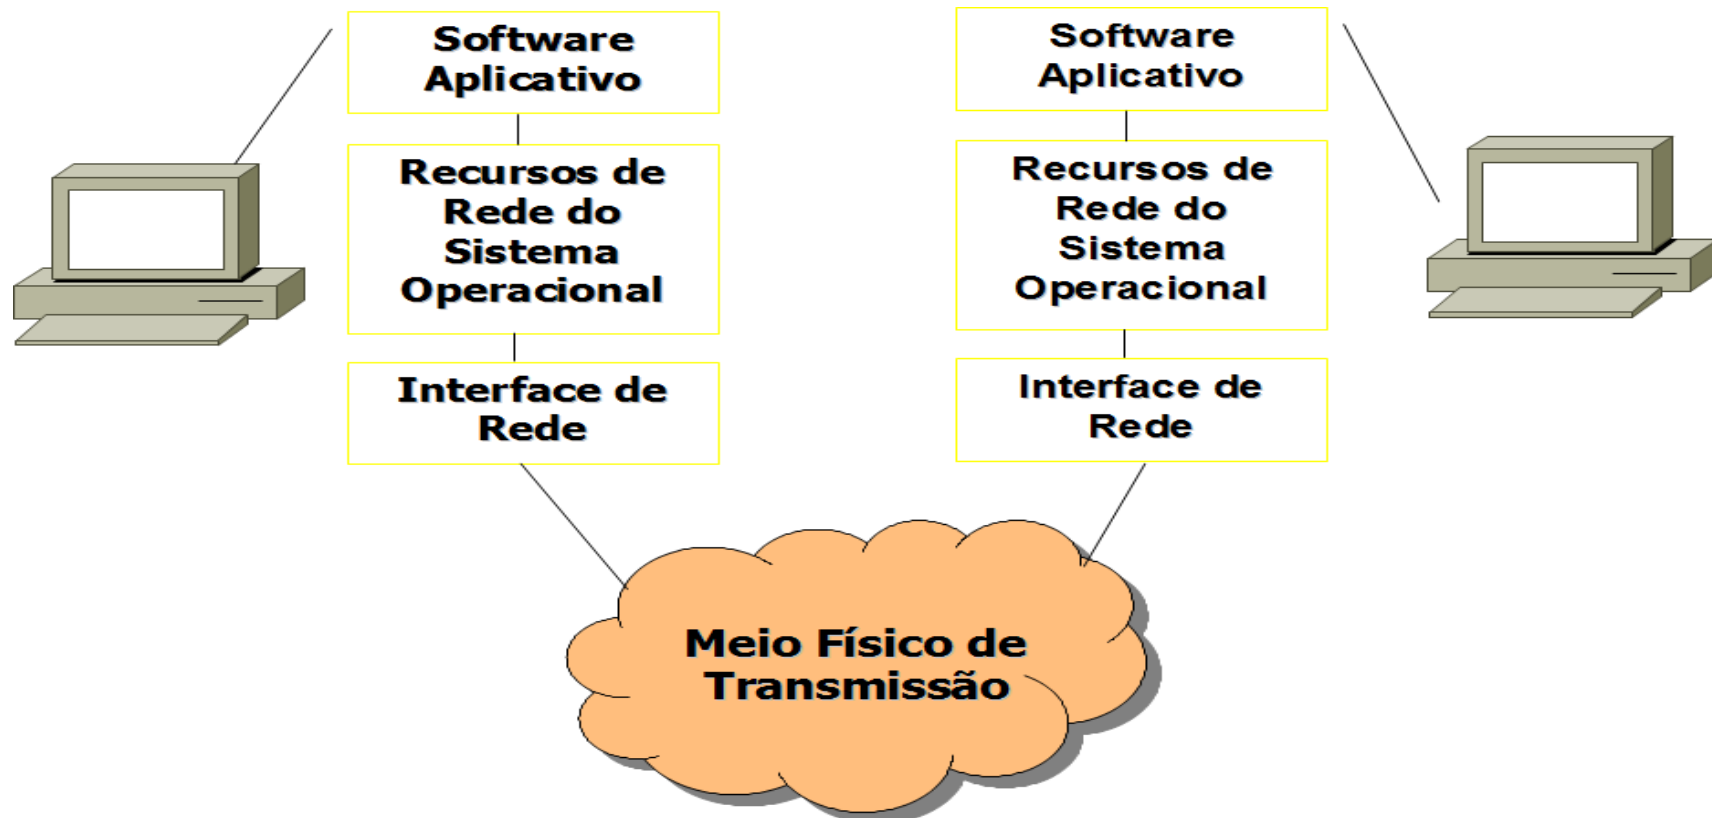 Software
Aplicativo
Recursos de
Rede do
Sistema
Operacional
Interface de
Rede
Software
Aplicativo
Recursos de
Rede do
Sistema
Operacional
Interface de
Rede
Meio Físico de
Transmissão